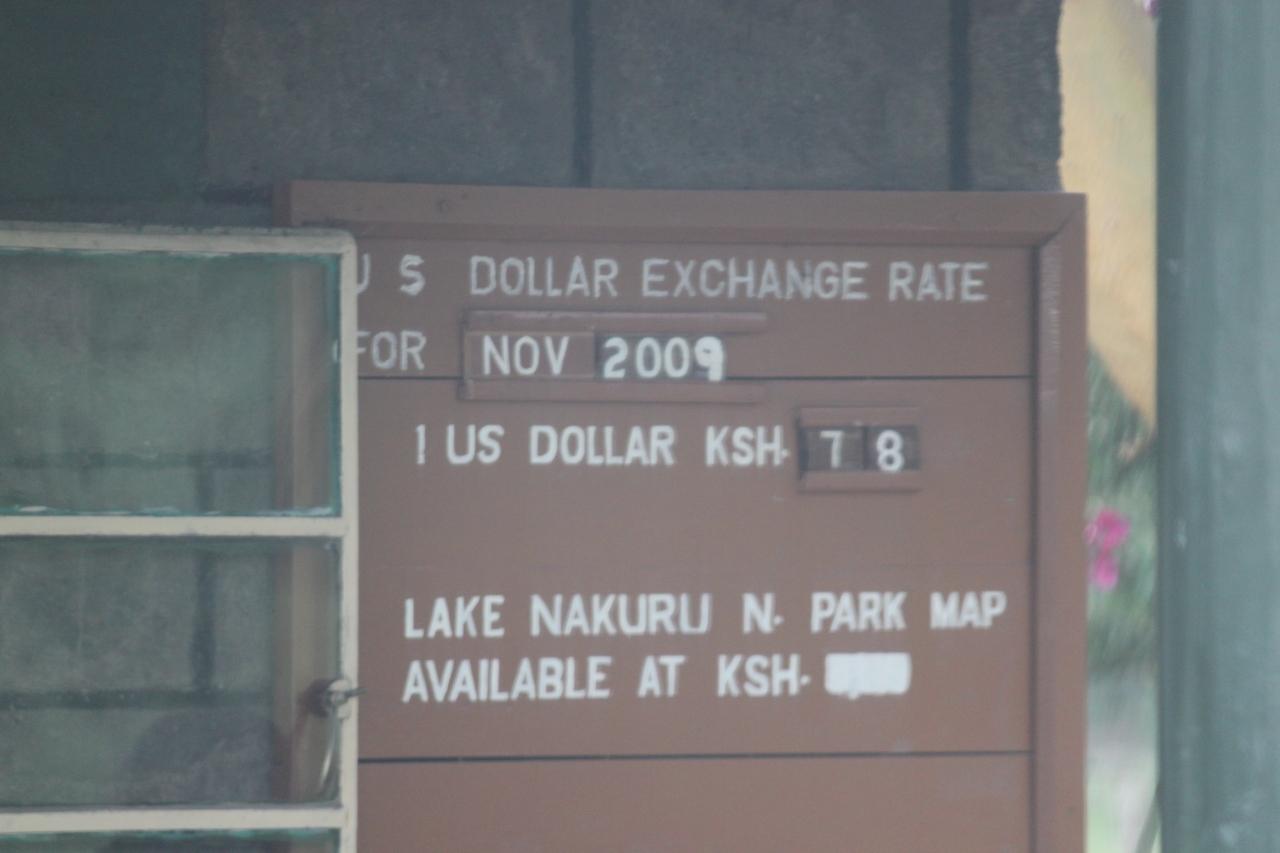 U S DOLLAR EXCHANGE RATE
FOR NOV 2009
1 US DOLLAR KSH. 78
LAKE NAKURU N. PARK MAP
AVAILABLE AT KSH.